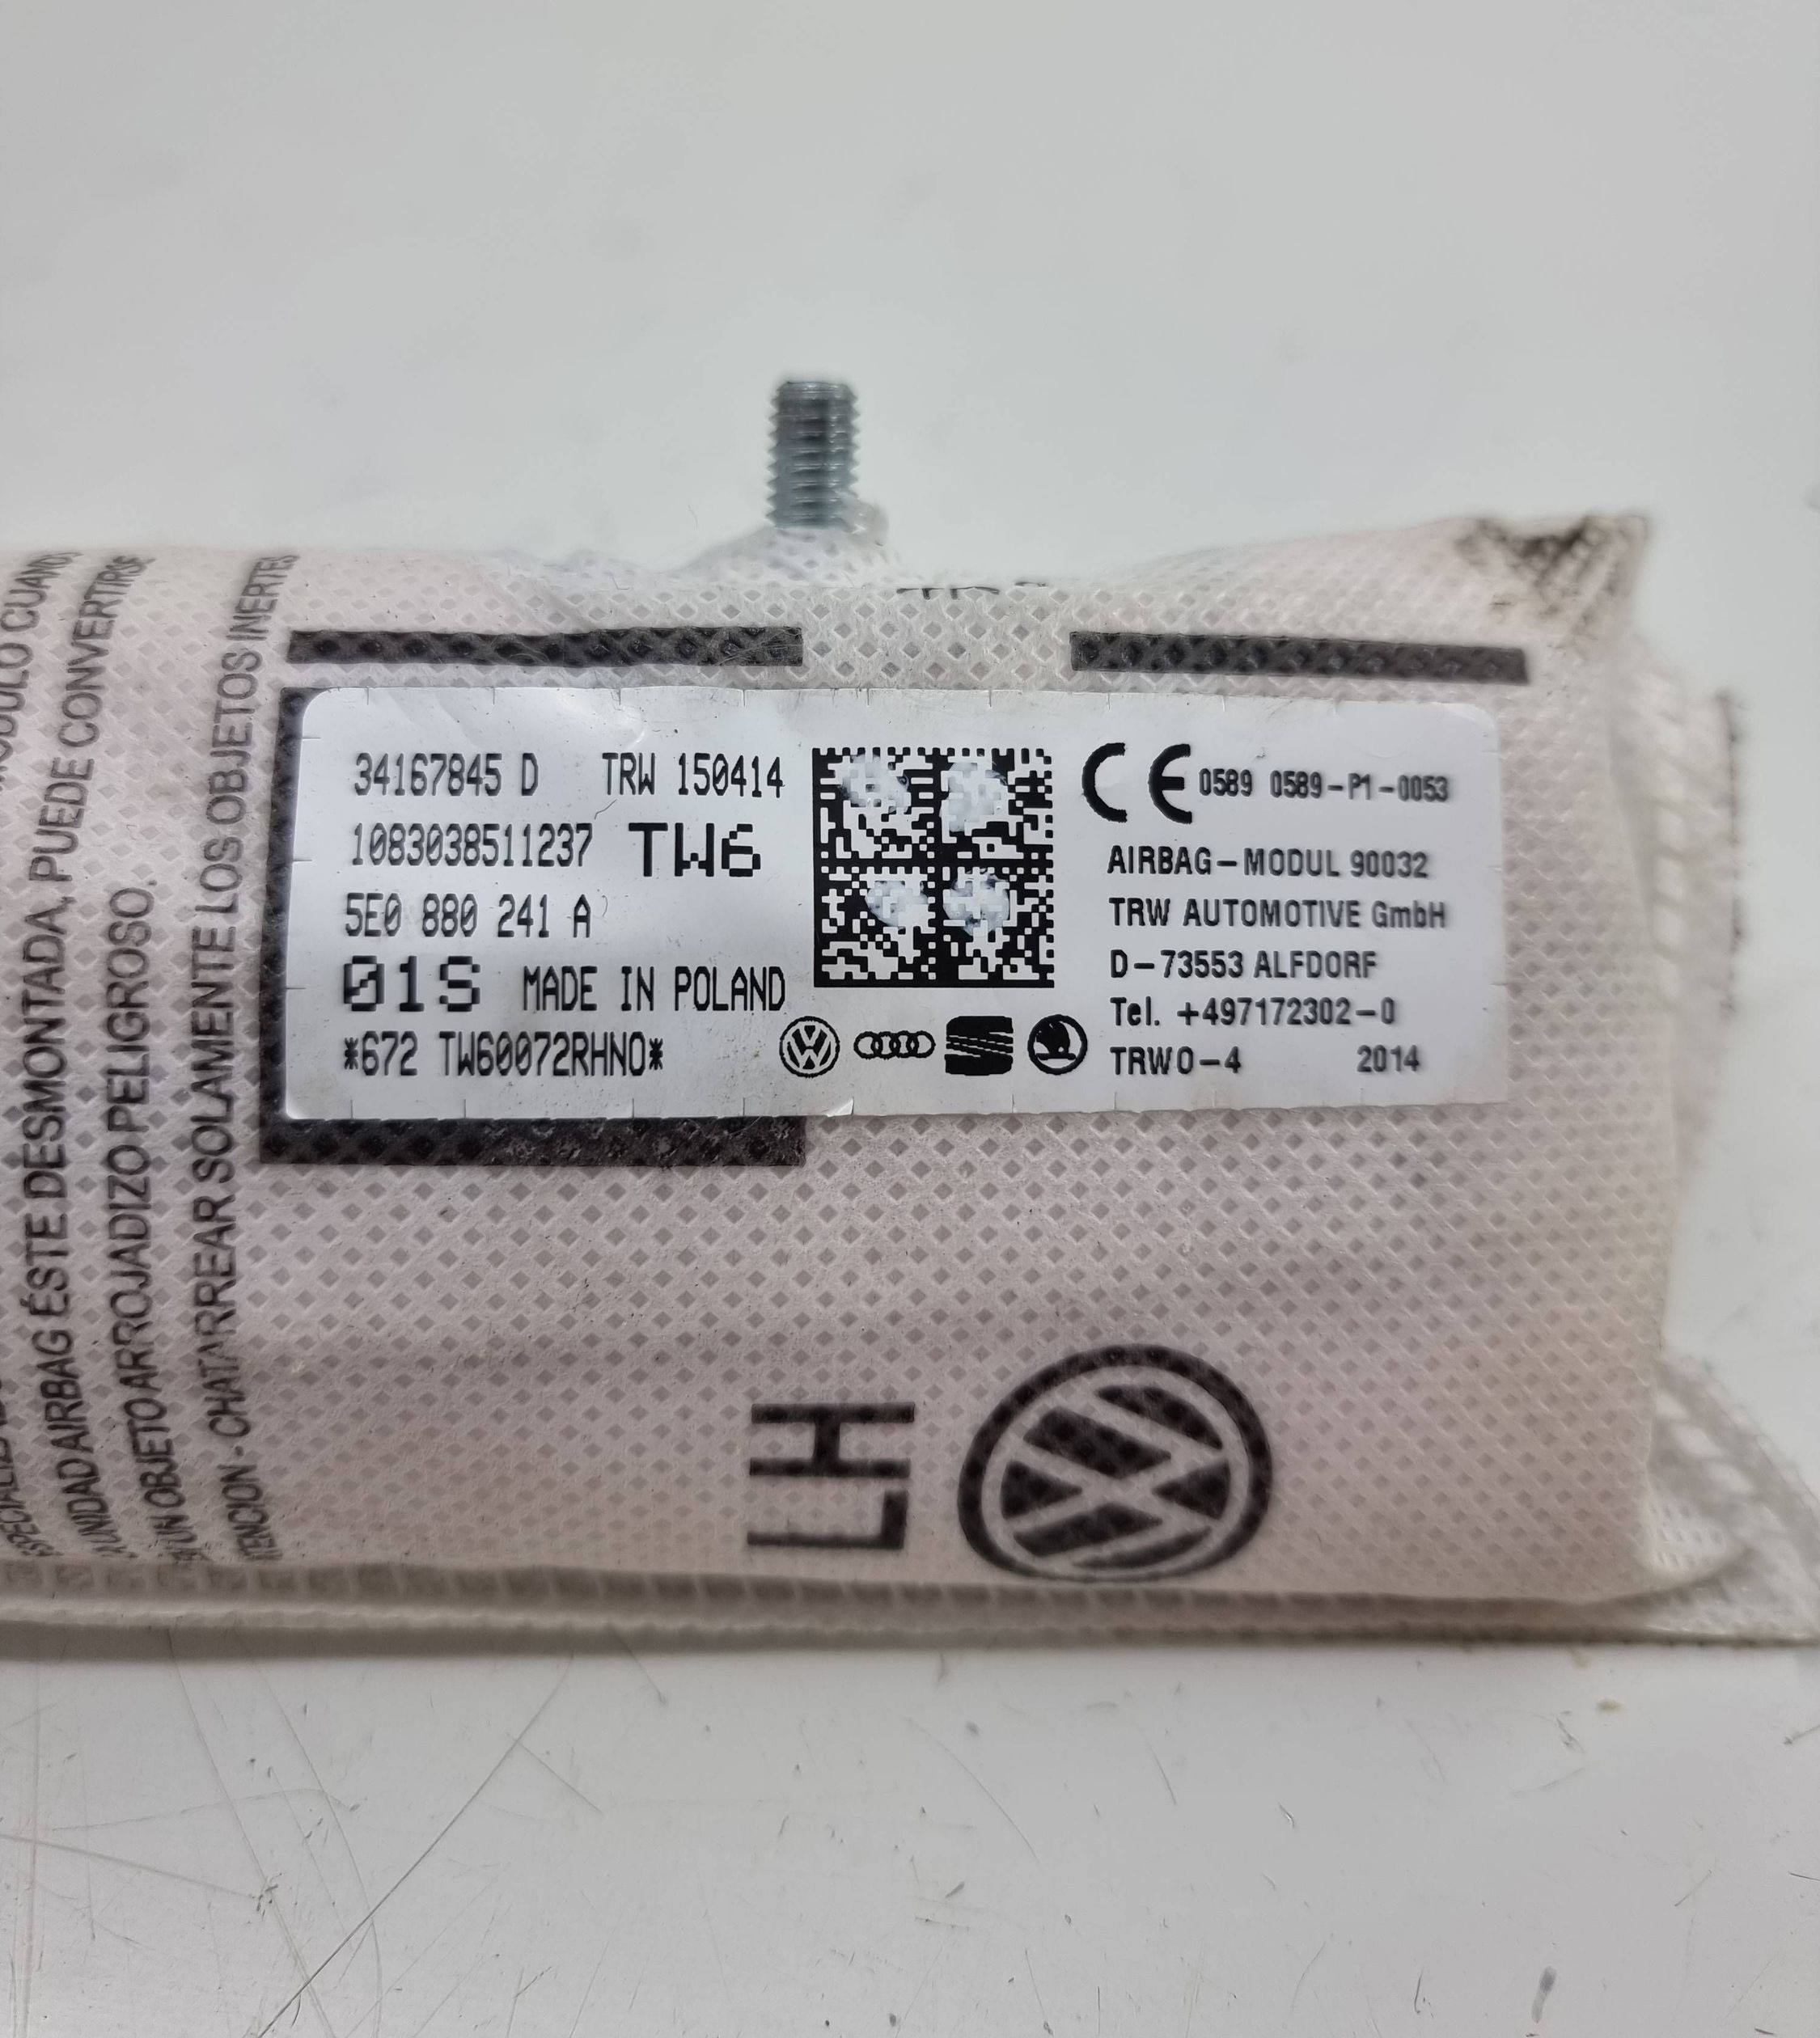 34167845 D TRW 150414
1083038511237 TW6
5E0 880 241 A
01S MADE IN POLAND
*672 TW60072RHNO*
CE 0589 0589-P1-0053
AIRBAG-MODUL 90032
TRW AUTOMOTIVE GmbH
D-73553 ALFDORF
Tel. +497172302-0
TRWO-4 2014
LH
CUANDO
AIRBAG ÉSTE DESMONTADA, PUEDE CONVERTIRSE
UN OBJETO ARROJADIZO PELIGROSO.
- CHATARREAR SOLAMENTE LOS OBJETOS INERTES